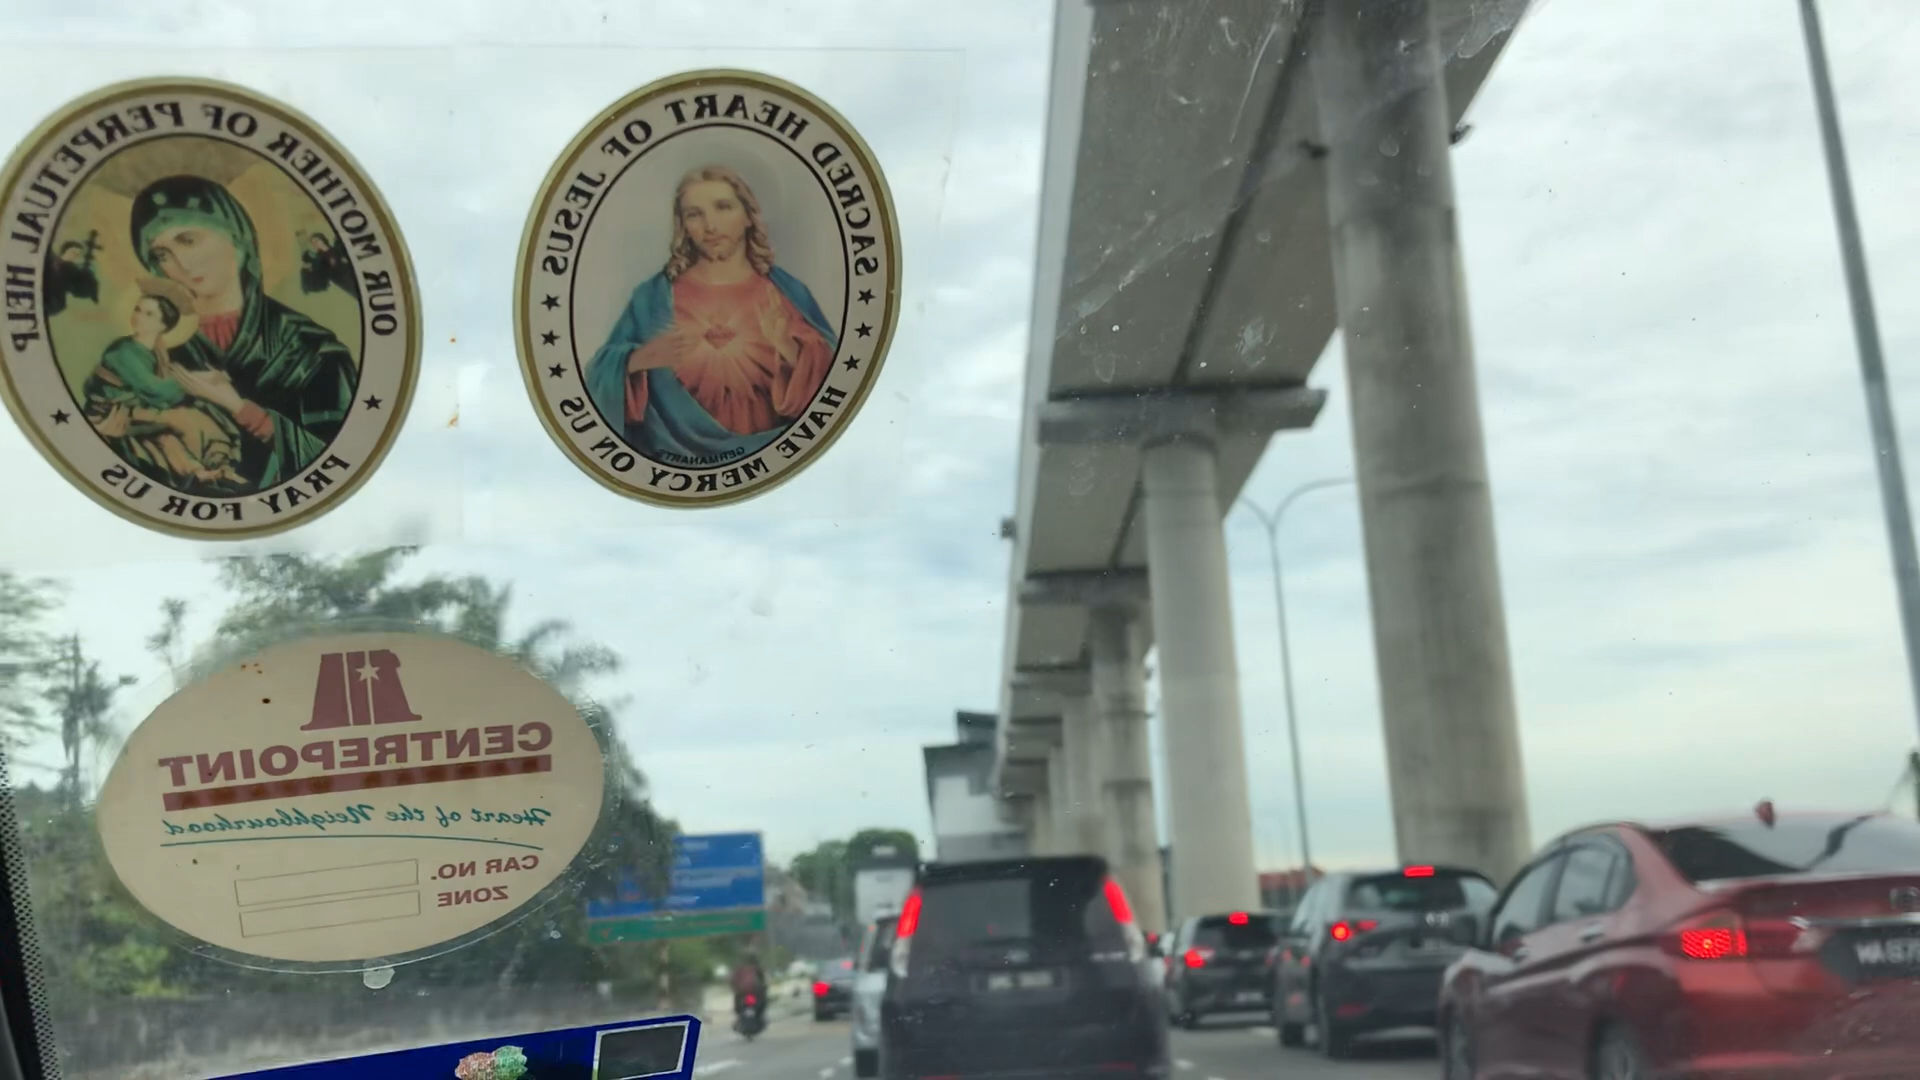 OUR MOTHER OF PERPETUAL HELP
PRAY FOR US
SACRED HEART OF JESUS
HAVE MERCY ON US
GERMANARTS
CENTREPOINT
Heart of the Neighbourhood
CAR NO.
ZONE